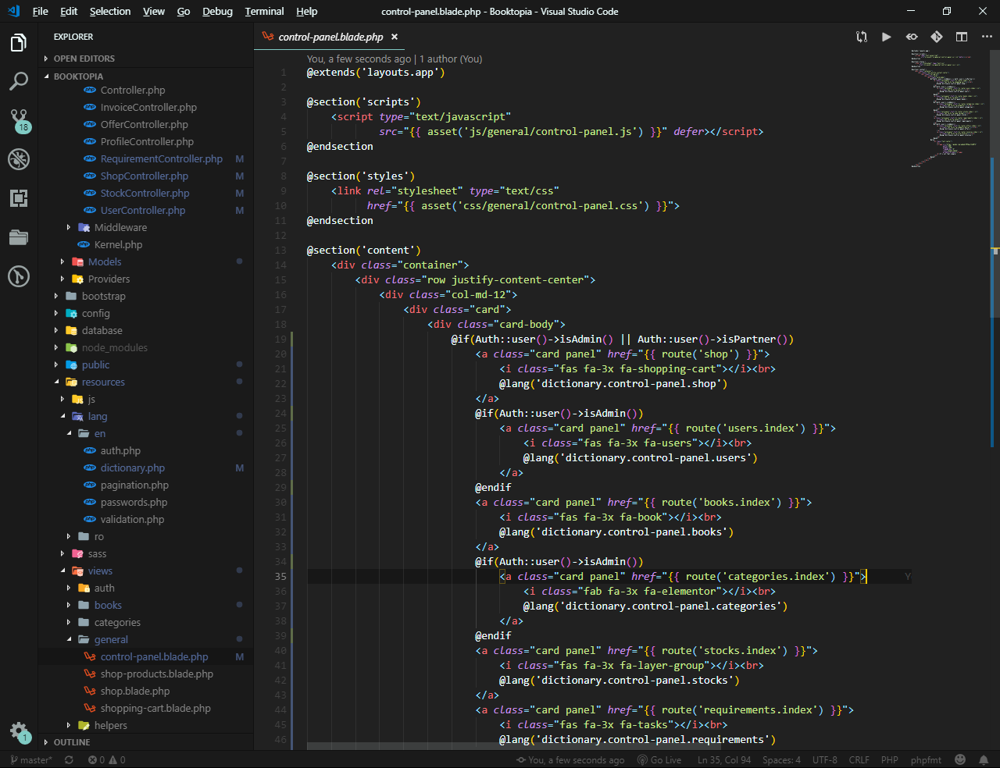 File Edit Selection View Go Debug Terminal Help
control-panel.blade.php - Booktopia - Visual Studio Code
EXPLORER
OPEN EDITORS
BOOKTOPIA
Controller.php
InvoiceController.php
OfferController.php
ProfileController.php
RequirementController.php M
ShopController.php M
StockController.php M
UserController.php M
Middleware
Kernel.php
Models
Providers
bootstrap
config
database
node_modules
public
resources
js
lang
en
auth.php
dictionary.php M
pagination.php
passwords.php
validation.php
ro
sass
views
auth
books
categories
general
control-panel.blade.php M
shop-products.blade.php
shop.blade.php
shopping-cart.blade.php
helpers
OUTLINE
18
1
control-panel.blade.php ×
You, a few seconds ago | 1 author (You)
1 @extends('layouts.app')
2
3 @section('scripts')
4 <script type="text/javascript"
5 src="{{ asset('js/general/control-panel.js') }}" defer></script>
6 @endsection
7
8 @section('styles')
9 <link rel="stylesheet" type="text/css"
10 href="{{ asset('css/general/control-panel.css') }}">
11 @endsection
12
13 @section('content')
14 <div class="container">
15 <div class="row justify-content-center">
16 <div class="col-md-12">
17 <div class="card">
18 <div class="card-body">
19 @if(Auth::user()->isAdmin() || Auth::user()->isPartner())
20 <a class="card panel" href="{{ route('shop') }}">
21 <i class="fas fa-3x fa-shopping-cart"></i><br>
22 @lang('dictionary.control-panel.shop')
23 </a>
24 @if(Auth::user()->isAdmin())
25 <a class="card panel" href="{{ route('users.index') }}">
26 <i class="fas fa-3x fa-users"></i><br>
27 @lang('dictionary.control-panel.users')
28 </a>
29 @endif
30 <a class="card panel" href="{{ route('books.index') }}">
31 <i class="fas fa-3x fa-book"></i><br>
32 @lang('dictionary.control-panel.books')
33 </a>
34 @if(Auth::user()->isAdmin())
35 <a class="card panel" href="{{ route('categories.index') }}"> Y
36 <i class="fab fa-3x fa-elementor"></i><br>
37 @lang('dictionary.control-panel.categories')
38 </a>
39 @endif
40 <a class="card panel" href="{{ route('stocks.index') }}">
41 <i class="fas fa-3x fa-layer-group"></i><br>
42 @lang('dictionary.control-panel.stocks')
43 </a>
44 <a class="card panel" href="{{ route('requirements.index') }}">
45 <i class="fas fa-3x fa-tasks"></i><br>
46 @lang('dictionary.control-panel.requirements')
master* 0 0 You, a few seconds ago Go Live Ln 35, Col 94 Spaces: 4 UTF-8 CRLF PHP phpfmt